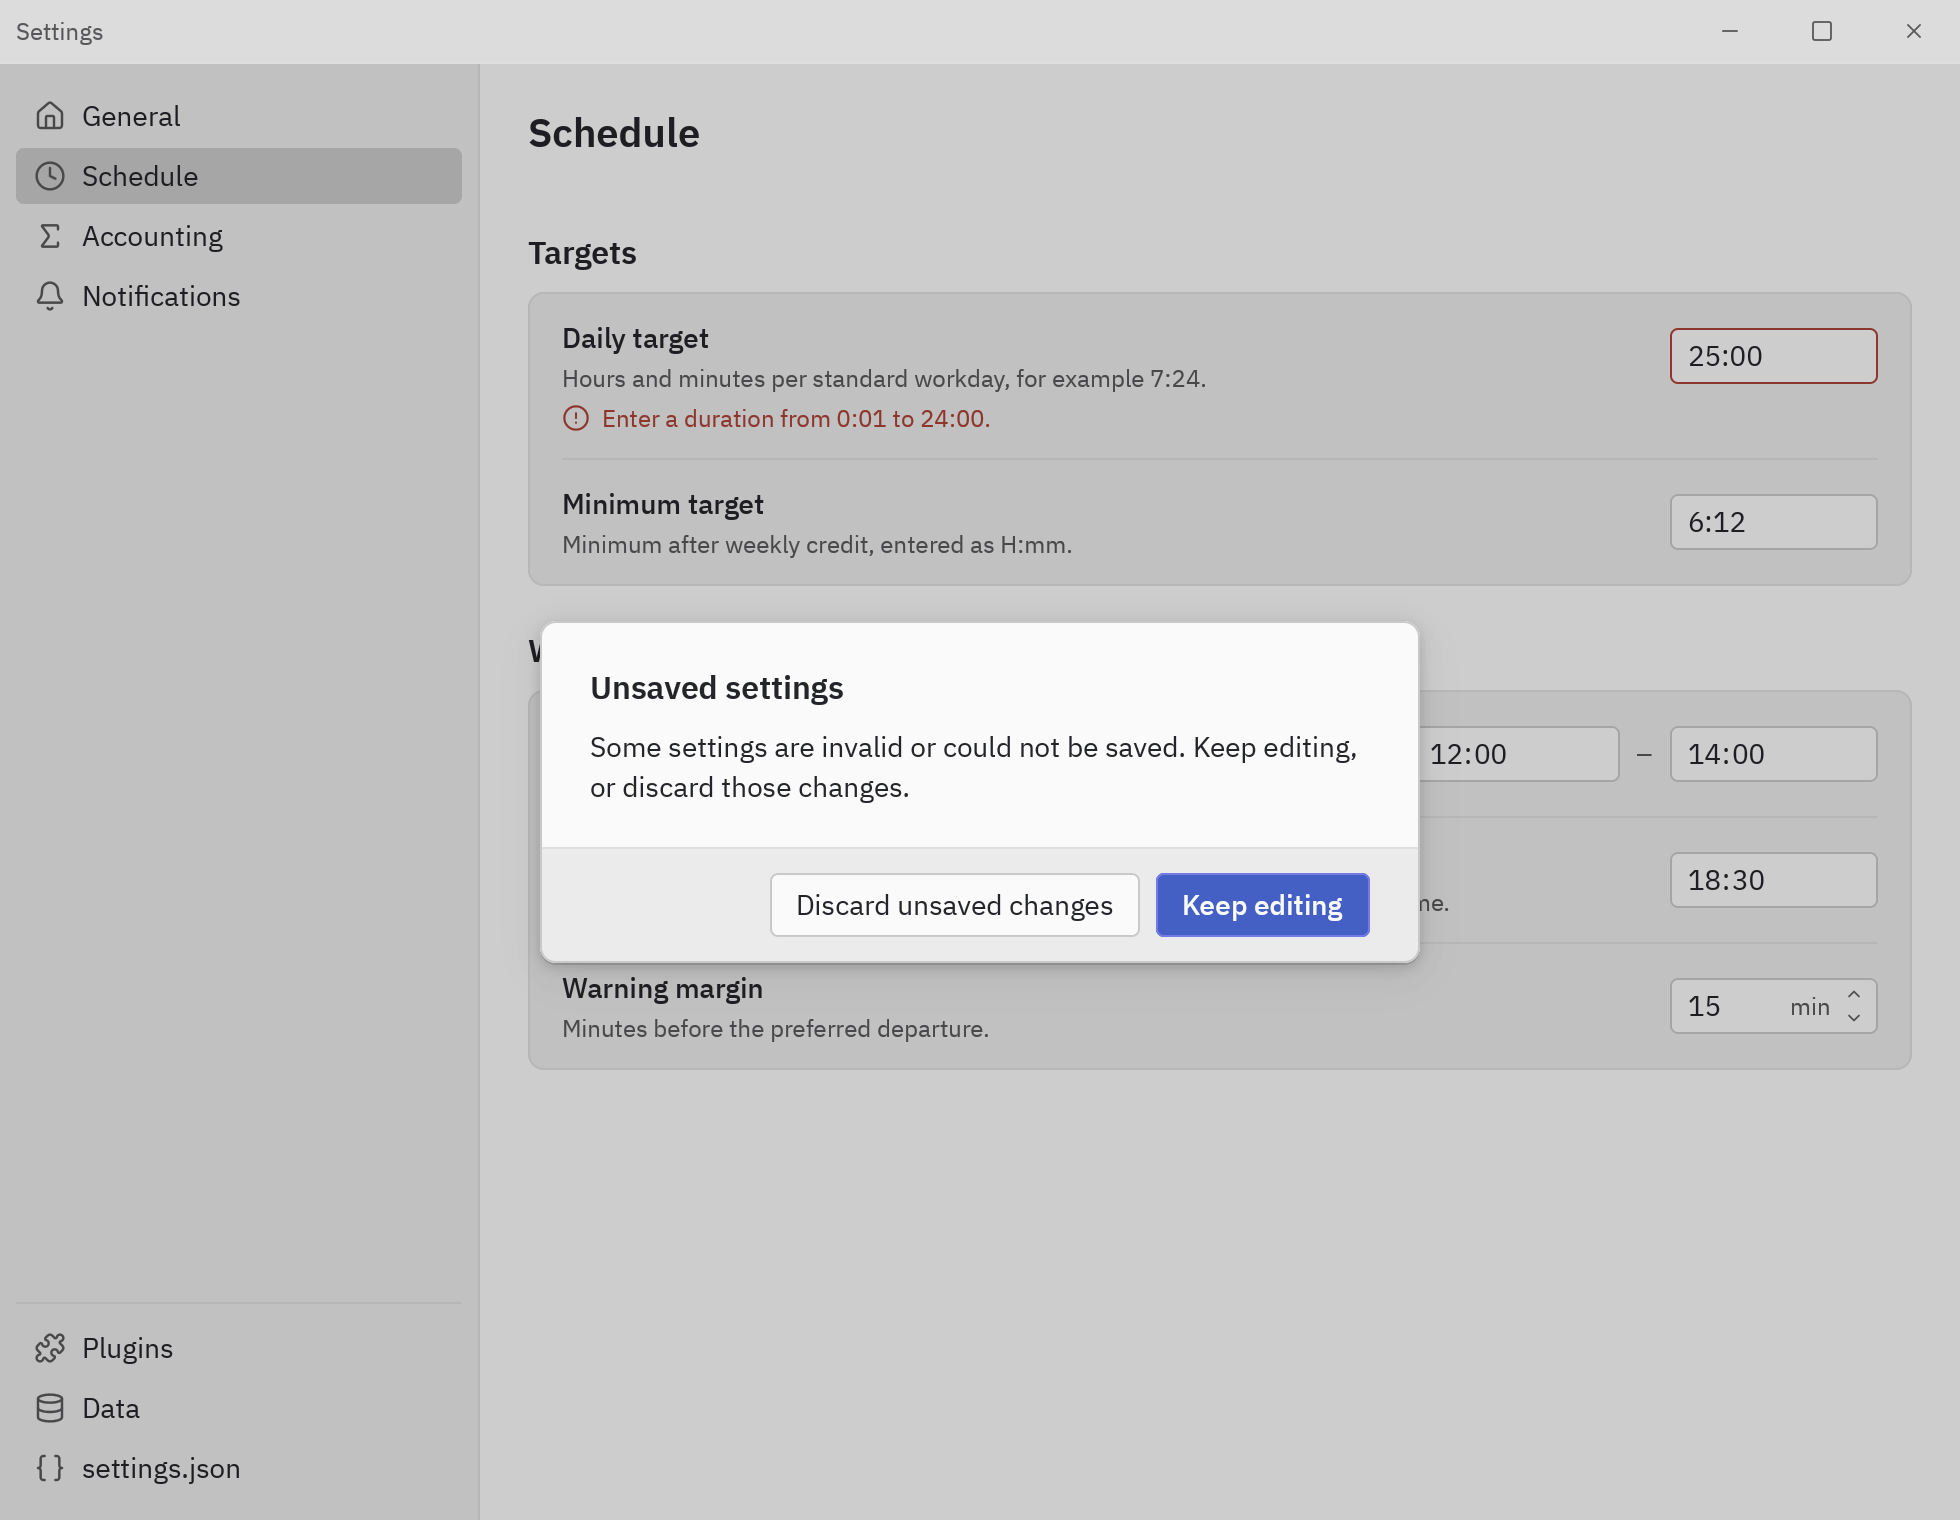 Settings
General
Schedule
Accounting
Notifications
Plugins
Data
settings.json
Schedule
Targets
Daily target
25:00
Hours and minutes per standard workday, for example 7:24.
Enter a duration from 0:01 to 24:00.
Minimum target
6:12
Minimum after weekly credit, entered as H:mm.
12:00 – 14:00
18:30
Warning margin
15 min
Minutes before the preferred departure.
Unsaved settings
Some settings are invalid or could not be saved. Keep editing,
or discard those changes.
Discard unsaved changes
Keep editing